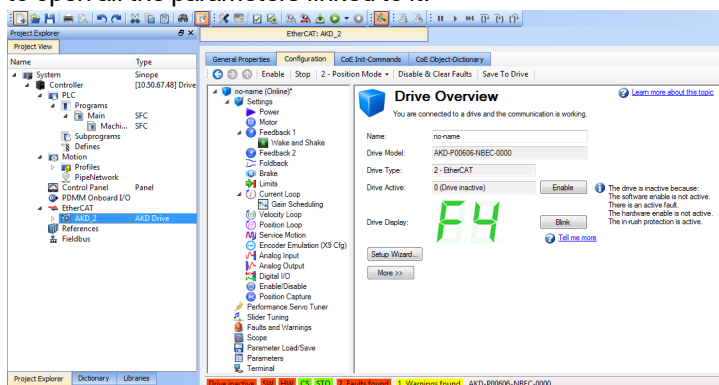 to open all the parameters linked to it.
Project Explorer
EtherCAT: AKD_2
Project View
Name Type
System Sinope
Controller [10.50.67.48] Drive
PLC
Programs
Main SFC
Machi... SFC
Subprograms
Defines
Motion
Profiles
PipeNetwork
Control Panel Panel
PDMM Onboard I/O
EtherCAT
AKD_2 AKD Drive
References
Fieldbus
Project Explorer Dictionary Libraries
General Properties Configuration CoE Init-Commands CoE Object-Dictionary
Enable Stop 2 - Position Mode Disable & Clear Faults Save To Drive
no-name (Online)*
Settings
Power
Motor
Feedback 1
Wake and Shake
Feedback 2
Foldback
Brake
Limits
Current Loop
Gain Scheduling
Velocity Loop
Position Loop
Service Motion
Encoder Emulation (X9 Cfg)
Analog Input
Analog Output
Digital I/O
Enable/Disable
Position Capture
Performance Servo Tuner
Slider Tuning
Faults and Warnings
Scope
Parameter Load/Save
Parameters
Terminal
Drive Overview
Learn more about this topic
You are connected to a drive and the communication is working.
Name: no-name
Drive Model: AKD-P00606-NBEC-0000
Drive Type: 2 - EtherCAT
Drive Active: 0 (Drive inactive) Enable
The drive is inactive because:
The software enable is not active.
There is an active fault.
The hardware enable is not active.
The in-rush protection is active.
Drive Display: F4 Blink
Tell me more
Setup Wizard...
More >>
Drive inactive SW HW CS STO 2 Faults found 1 Warnings found AKD-P00606-NBEC-0000